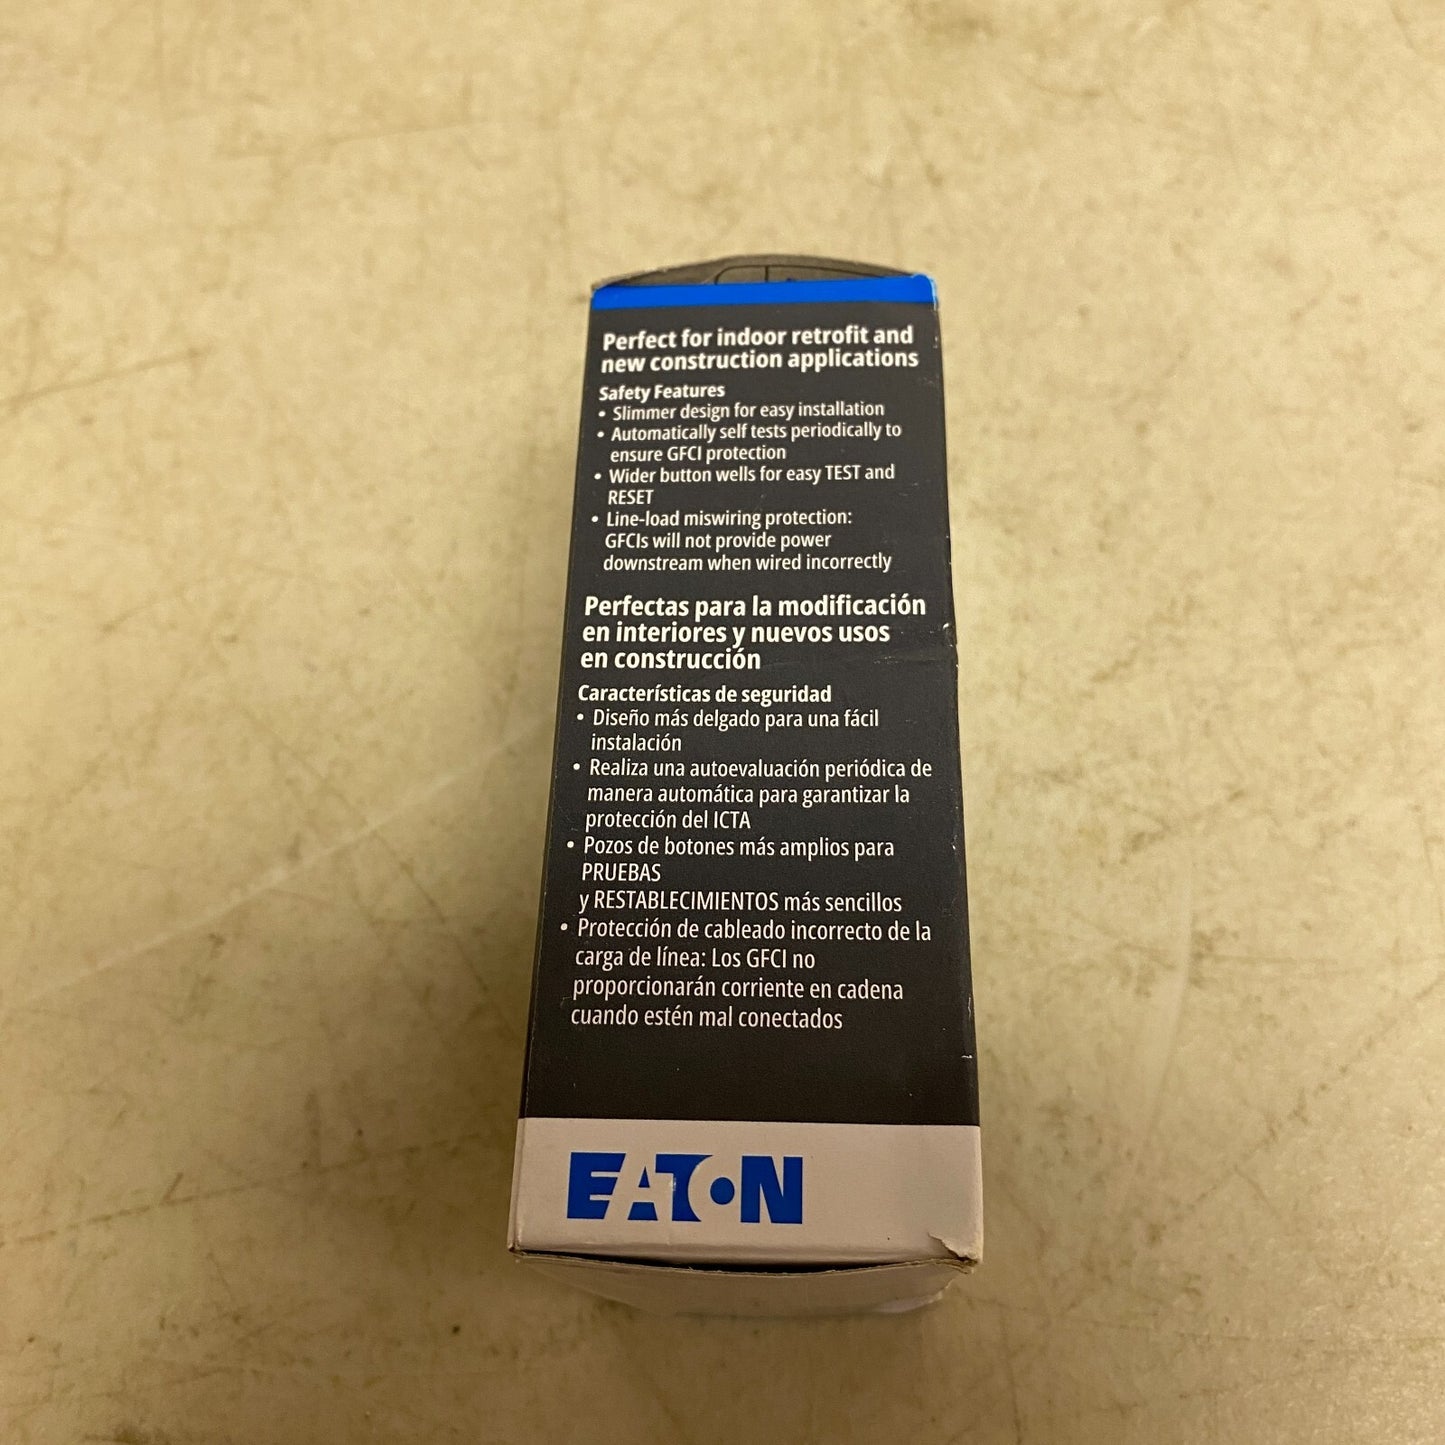 Perfect for indoor retrofit and
new construction applications
Safety Features
• Slimmer design for easy installation
• Automatically self tests periodically to
ensure GFCI protection
• Wider button wells for easy TEST and
RESET
• Line-load miswiring protection:
GFCIs will not provide power
downstream when wired incorrectly
Perfectas para la modificación
en interiores y nuevos usos
en construcción
Características de seguridad
• Diseño más delgado para una fácil
instalación
• Realiza una autoevaluación periódica de
manera automática para garantizar la
protección del ICTA
• Pozos de botones más amplios para
PRUEBAS
y RESTABLECIMIENTOS más sencillos
• Protección de cableado incorrecto de la
carga de línea: Los GFCI no
proporcionarán corriente en cadena
cuando estén mal conectados
EATON